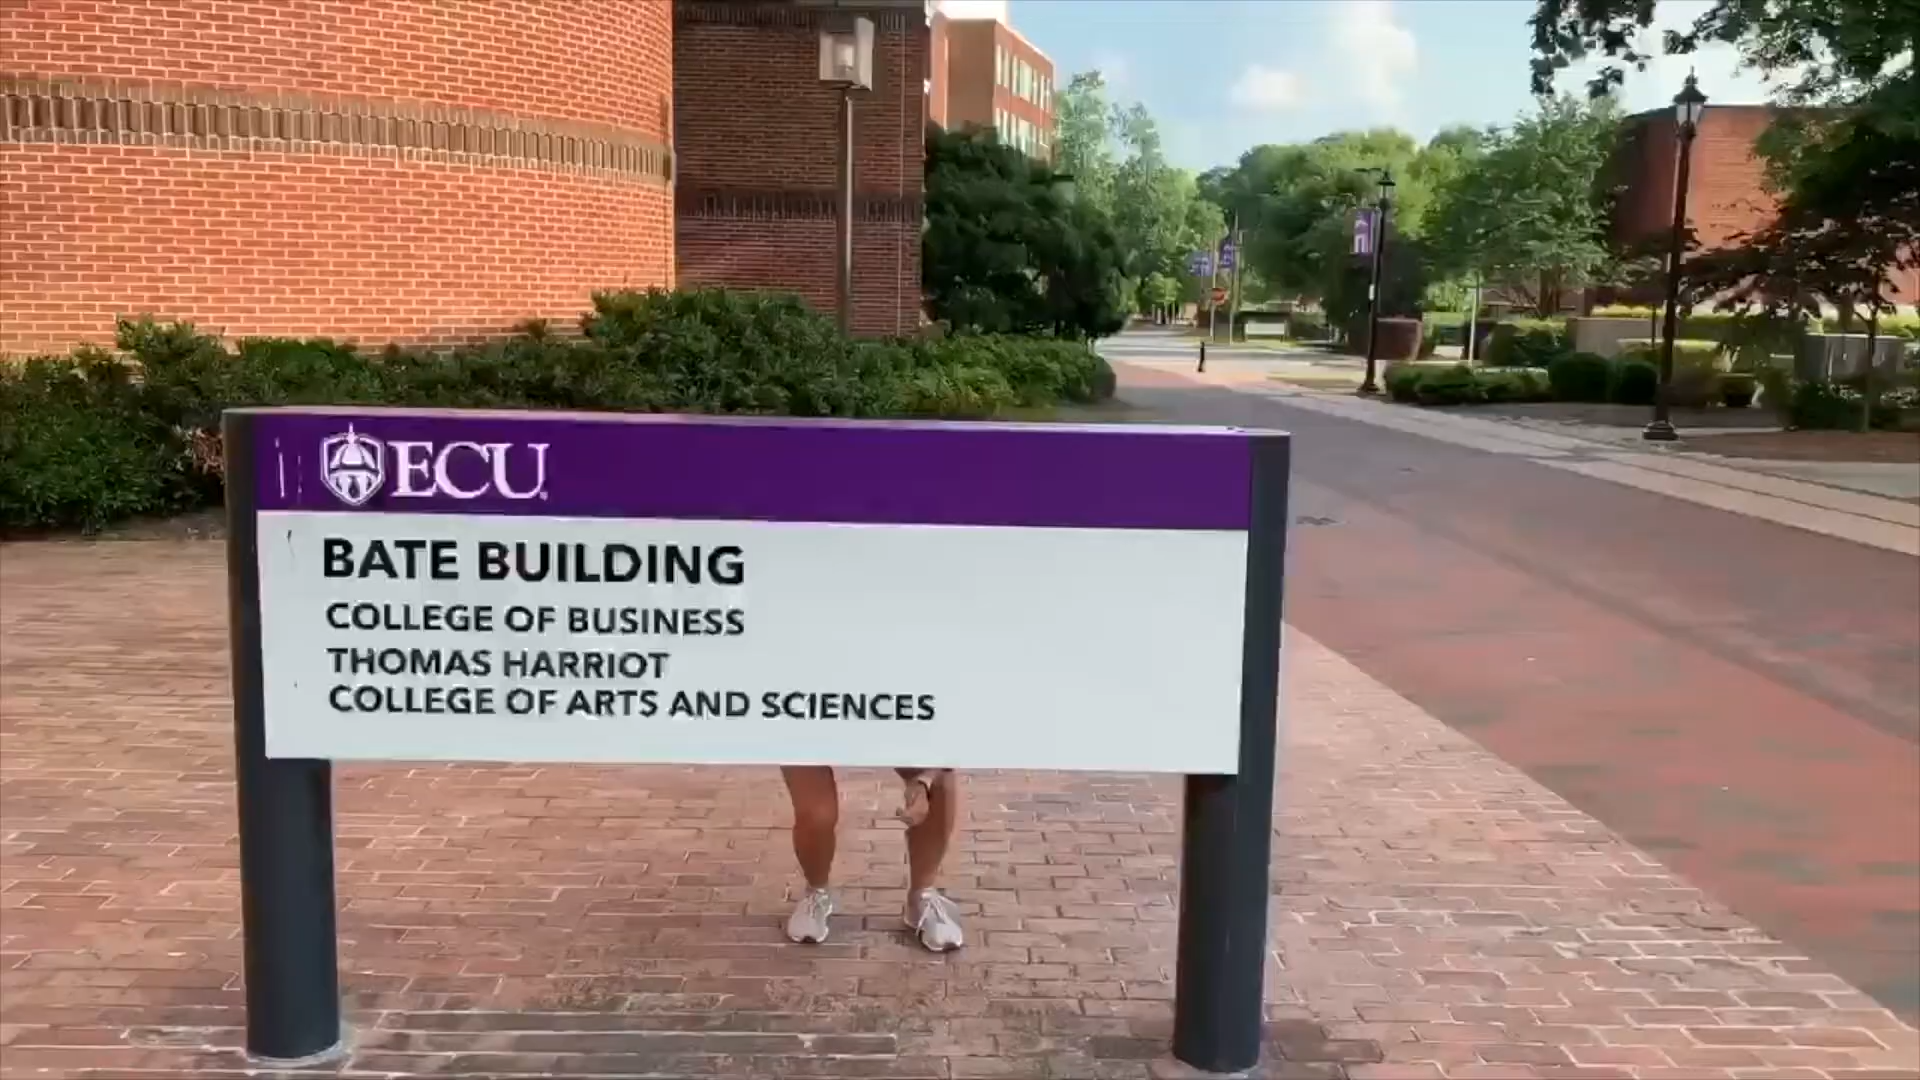 ECU
BATE BUILDING
COLLEGE OF BUSINESS
THOMAS HARRIOT
COLLEGE OF ARTS AND SCIENCES